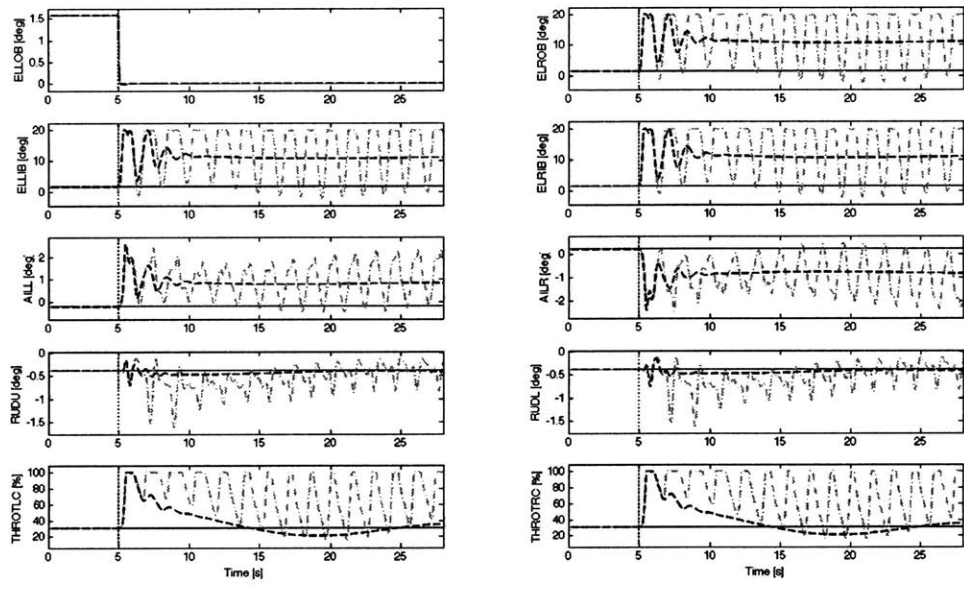 ELLOB [deg]
1.5
1
0.5
0
0 5 10 15 20 25
ELROB [deg]
20
10
0
0 5 10 15 20 25
ELLIB [deg]
20
10
0
0 5 10 15 20 25
ELRIB [deg]
20
10
0
0 5 10 15 20 25
AILL [deg]
2
1
0
0 5 10 15 20 25
AILR [deg]
0
-1
-2
0 5 10 15 20 25
RUDU [deg]
0
-0.5
-1
-1.5
0 5 10 15 20 25
RUDL [deg]
0
-0.5
-1
-1.5
0 5 10 15 20 25
THROTLC [%]
100
80
60
40
20
0 5 10 15 20 25
Time [s]
THROTRC [%]
100
80
60
40
20
0 5 10 15 20 25
Time [s]